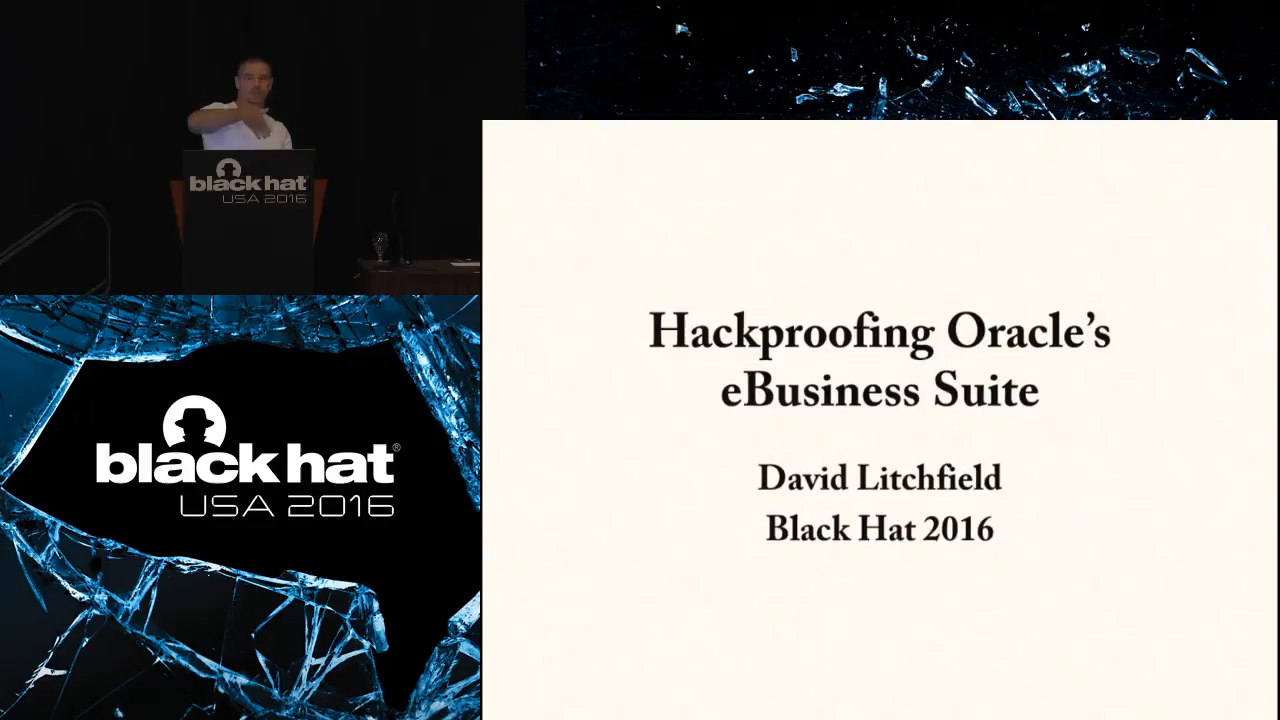 black hat
USA 2016
black hat®
USA 2016
Hackproofing Oracle's
eBusiness Suite
David Litchfield
Black Hat 2016